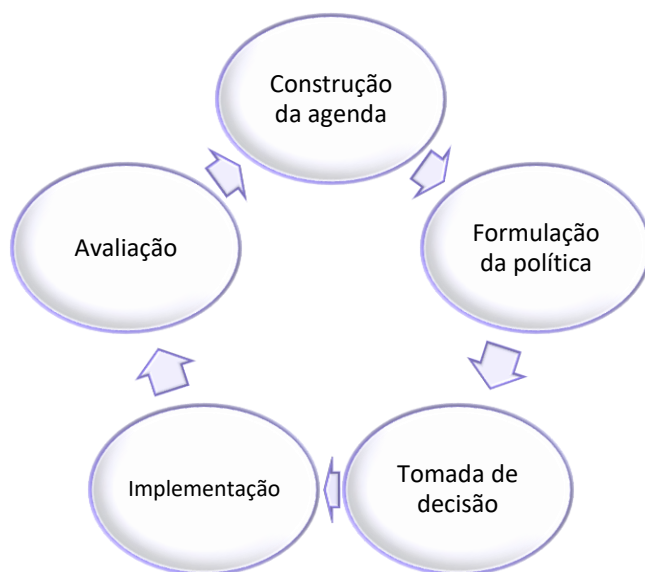 Construção
da agenda
Formulação
da política
Tomada de
decisão
Implementação
Avaliação